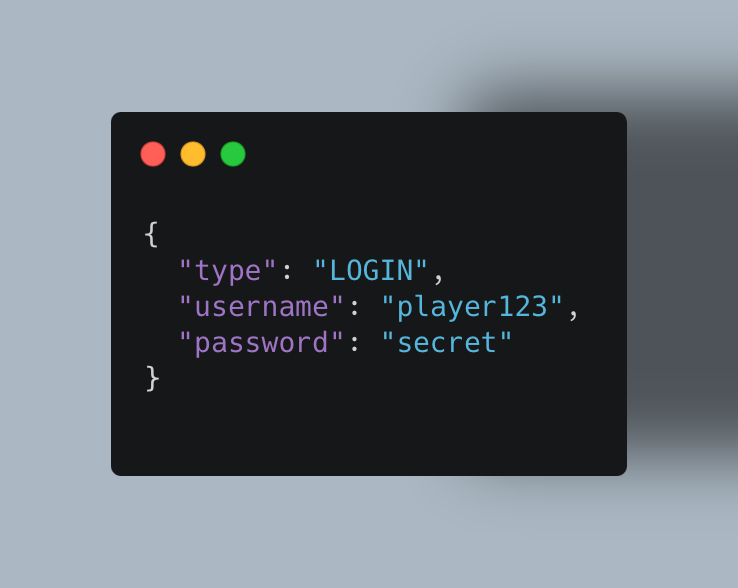 {
  "type": "LOGIN",
  "username": "player123",
  "password": "secret"
}